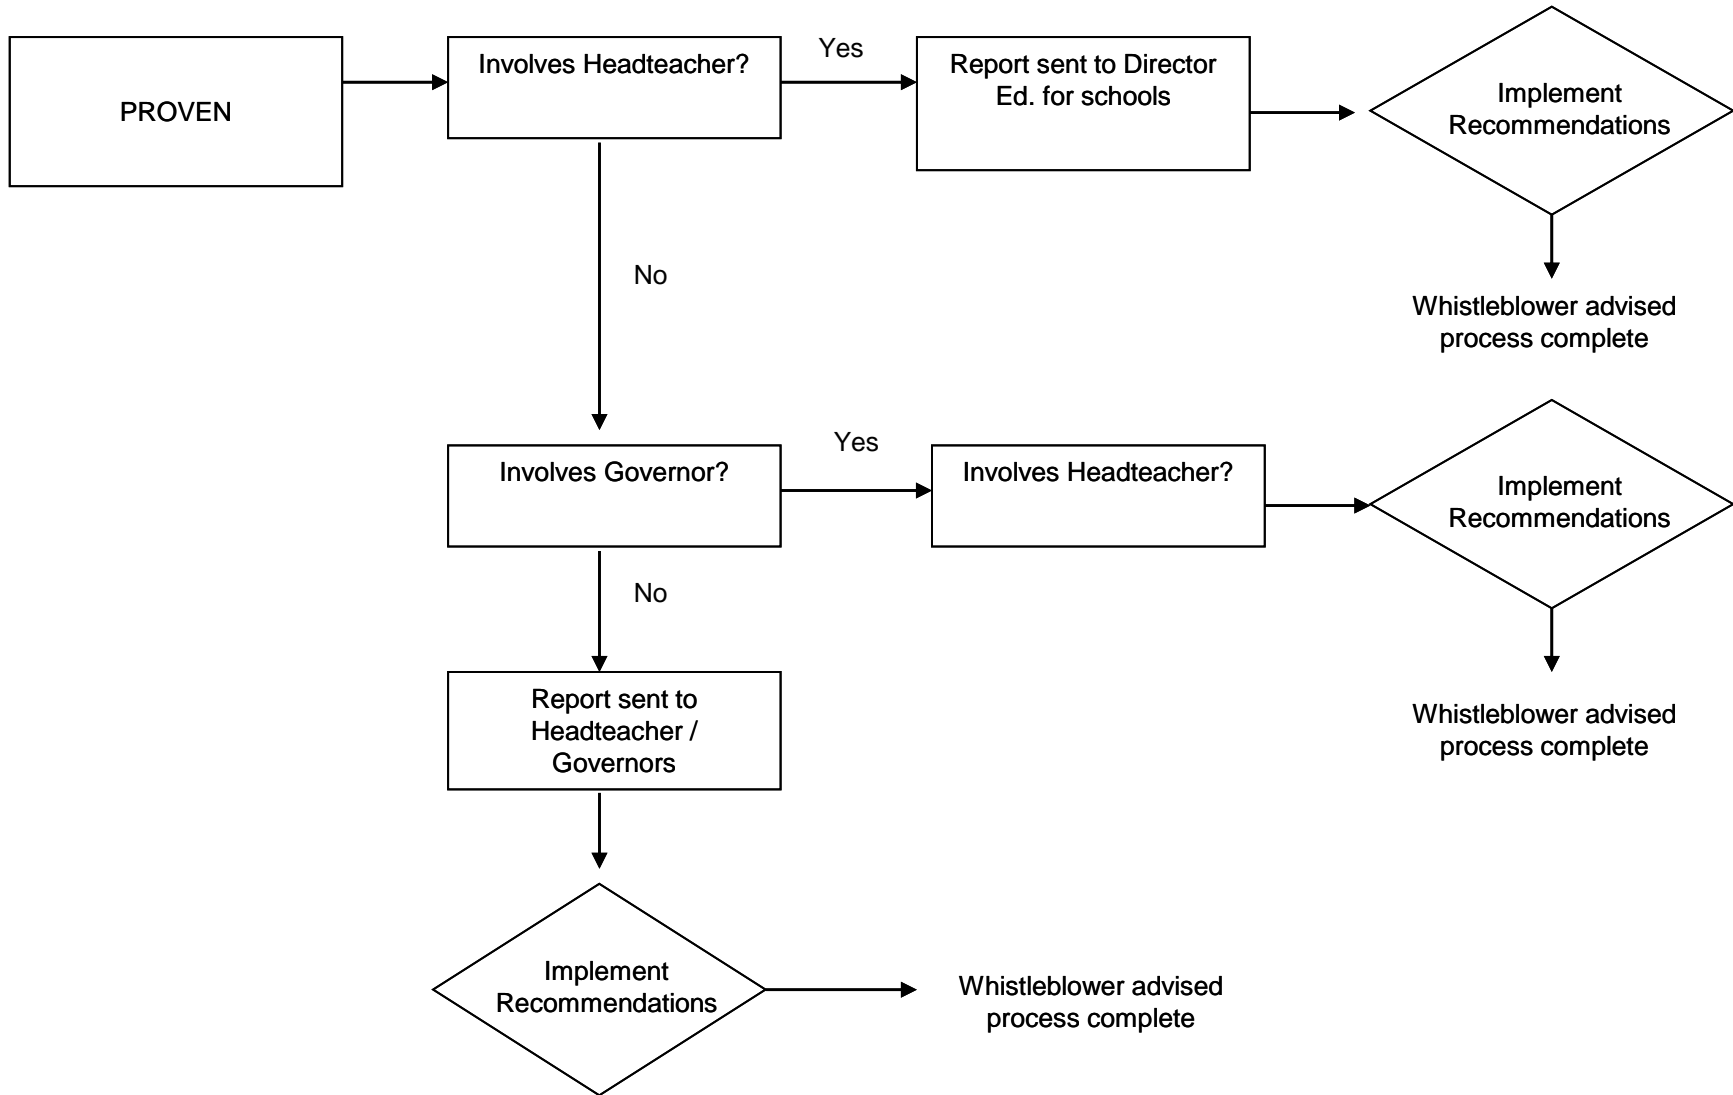 PROVEN
Involves Headteacher?
Yes
Report sent to Director
Ed. for schools
Implement
Recommendations
No
Whistleblower advised
process complete
Involves Governor?
Yes
Involves Headteacher?
Implement
Recommendations
No
Report sent to
Headteacher /
Governors
Whistleblower advised
process complete
Implement
Recommendations
Whistleblower advised
process complete